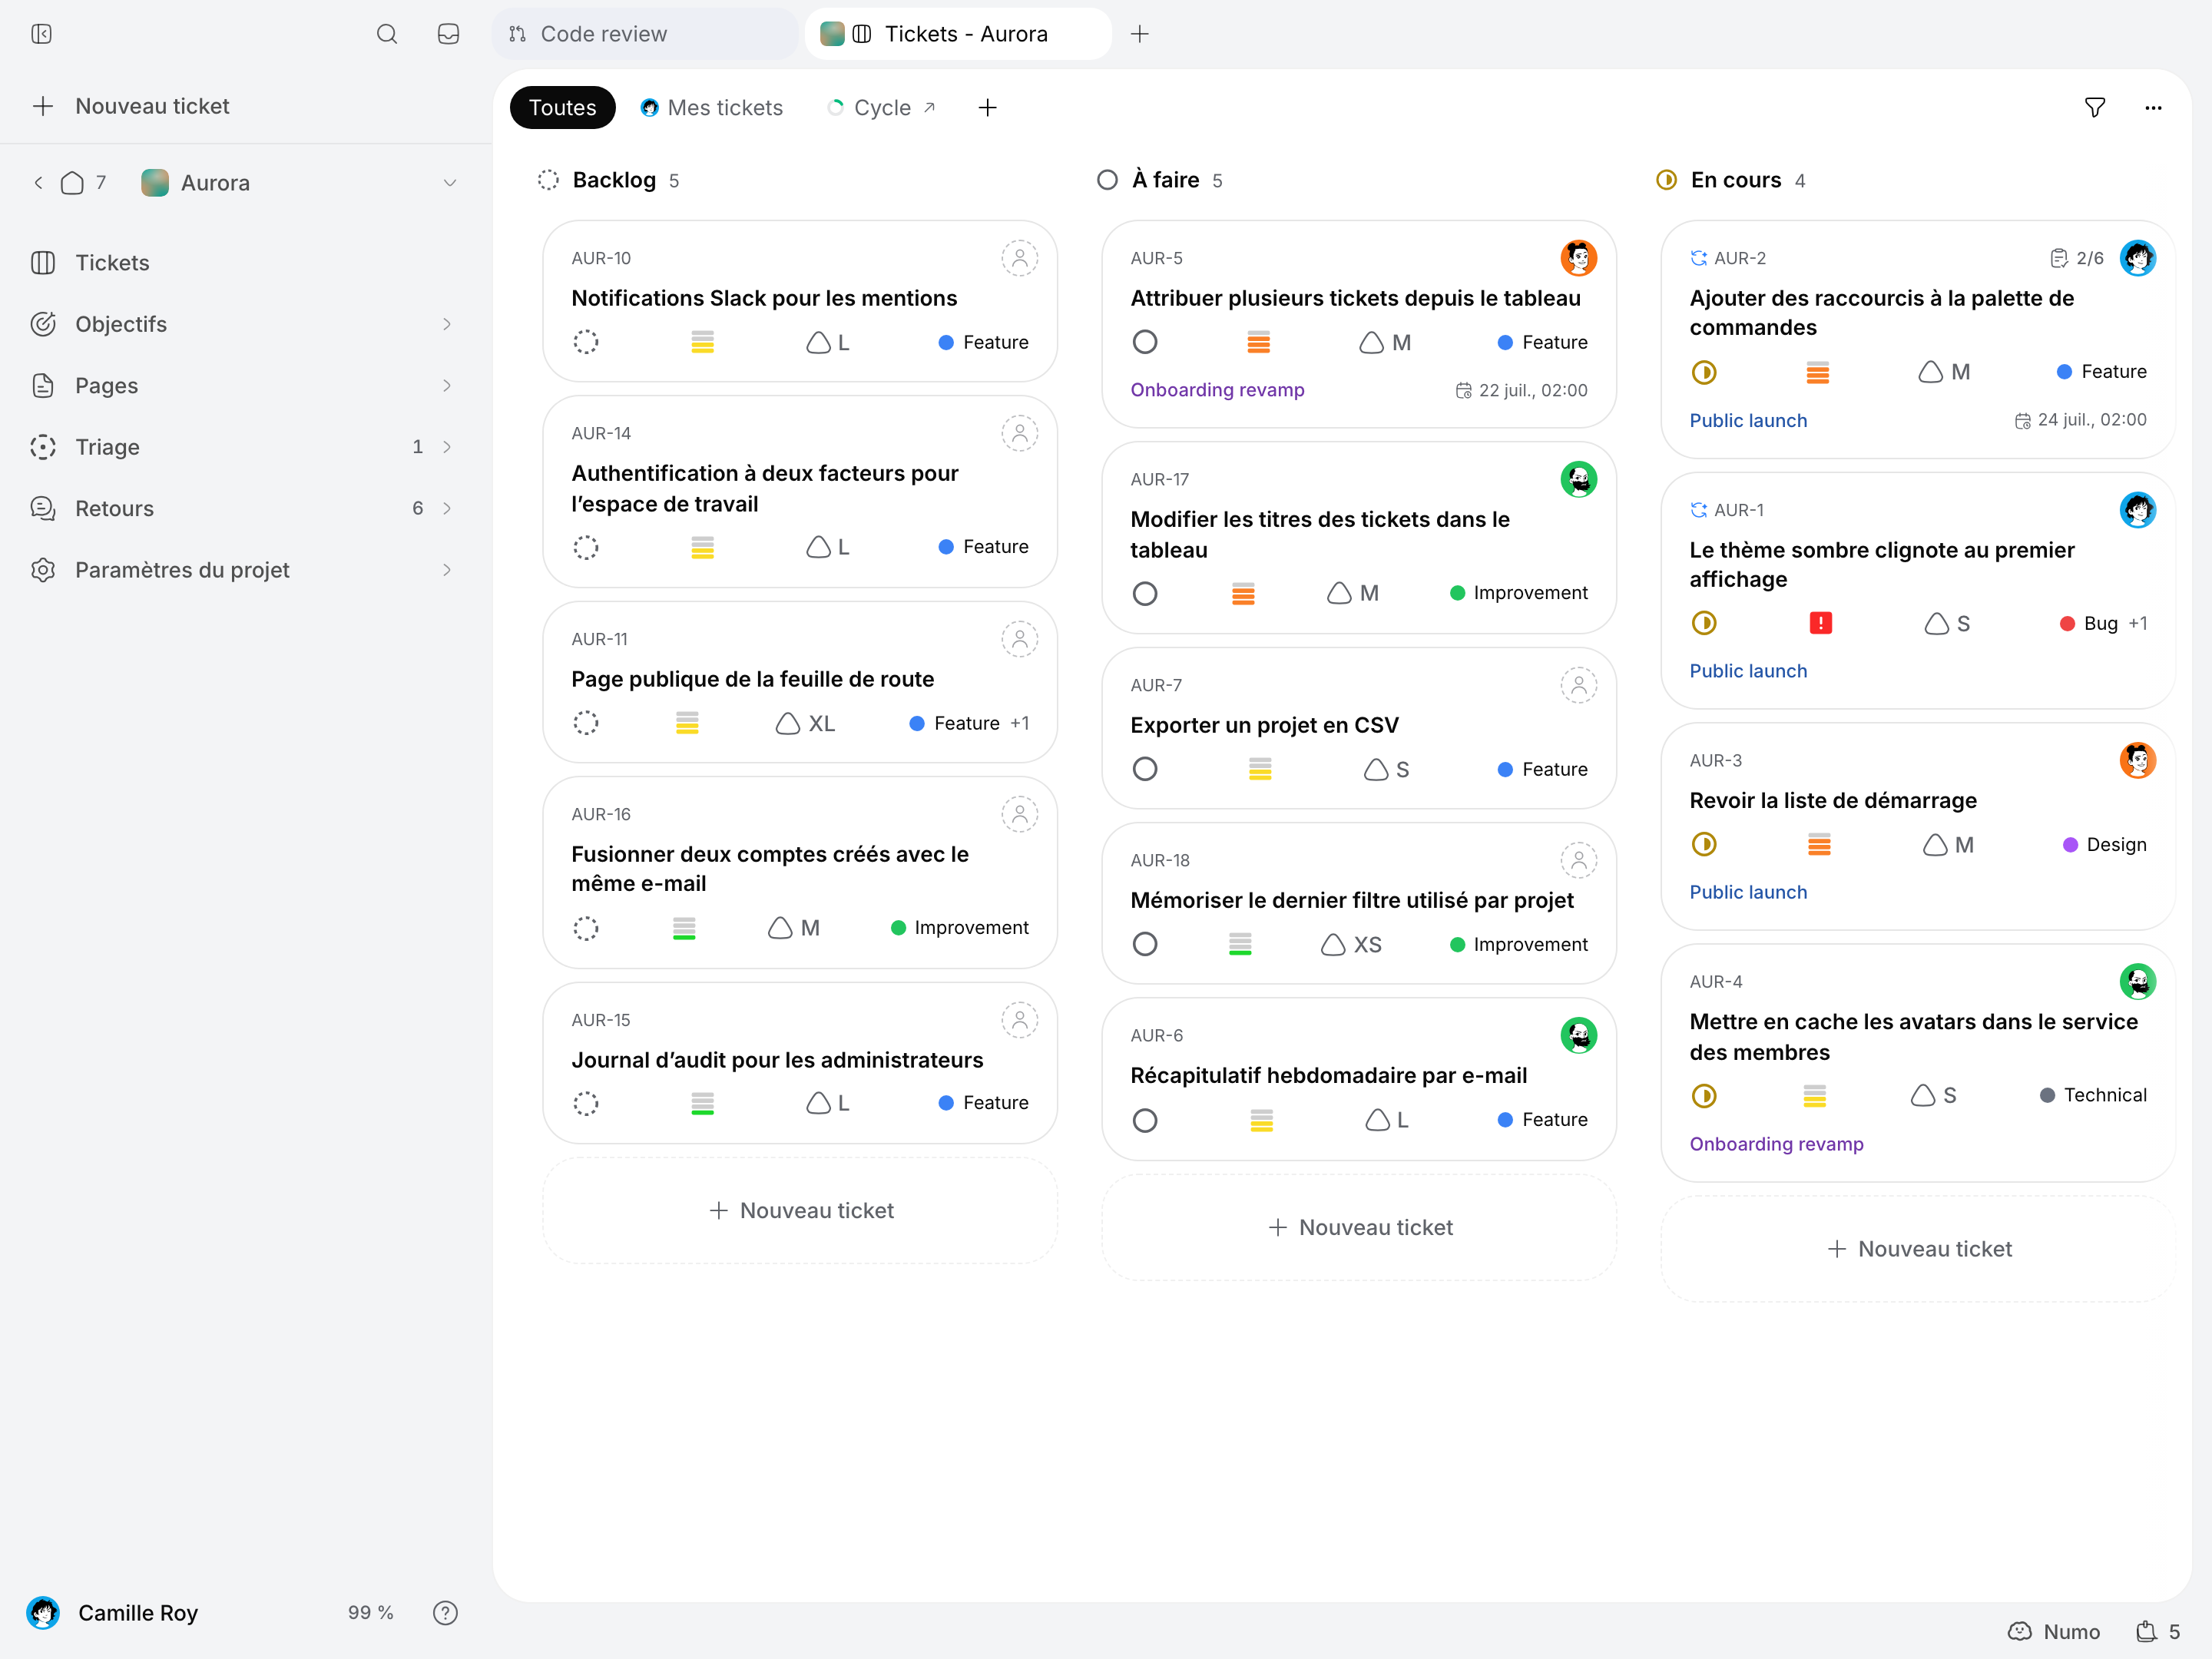 Code review
Tickets - Aurora
Nouveau ticket
7
Aurora
Tickets
Objectifs
Pages
Triage 1
Retours 6
Paramètres du projet
Toutes
Mes tickets
Cycle
Backlog 5
AUR-10
Notifications Slack pour les mentions
L Feature
AUR-14
Authentification à deux facteurs pour
l’espace de travail
L Feature
AUR-11
Page publique de la feuille de route
XL Feature +1
AUR-16
Fusionner deux comptes créés avec le
même e-mail
M Improvement
AUR-15
Journal d’audit pour les administrateurs
L Feature
Nouveau ticket
À faire 5
AUR-5
Attribuer plusieurs tickets depuis le tableau
M Feature
Onboarding revamp 22 juil., 02:00
AUR-17
Modifier les titres des tickets dans le
tableau
M Improvement
AUR-7
Exporter un projet en CSV
S Feature
AUR-18
Mémoriser le dernier filtre utilisé par projet
XS Improvement
AUR-6
Récapitulatif hebdomadaire par e-mail
L Feature
Nouveau ticket
En cours 4
AUR-2 2/6
Ajouter des raccourcis à la palette de
commandes
M Feature
Public launch 24 juil., 02:00
AUR-1
Le thème sombre clignote au premier
affichage
S Bug +1
Public launch
AUR-3
Revoir la liste de démarrage
M Design
Public launch
AUR-4
Mettre en cache les avatars dans le service
des membres
S Technical
Onboarding revamp
Nouveau ticket
Camille Roy 99 %
Numo 5